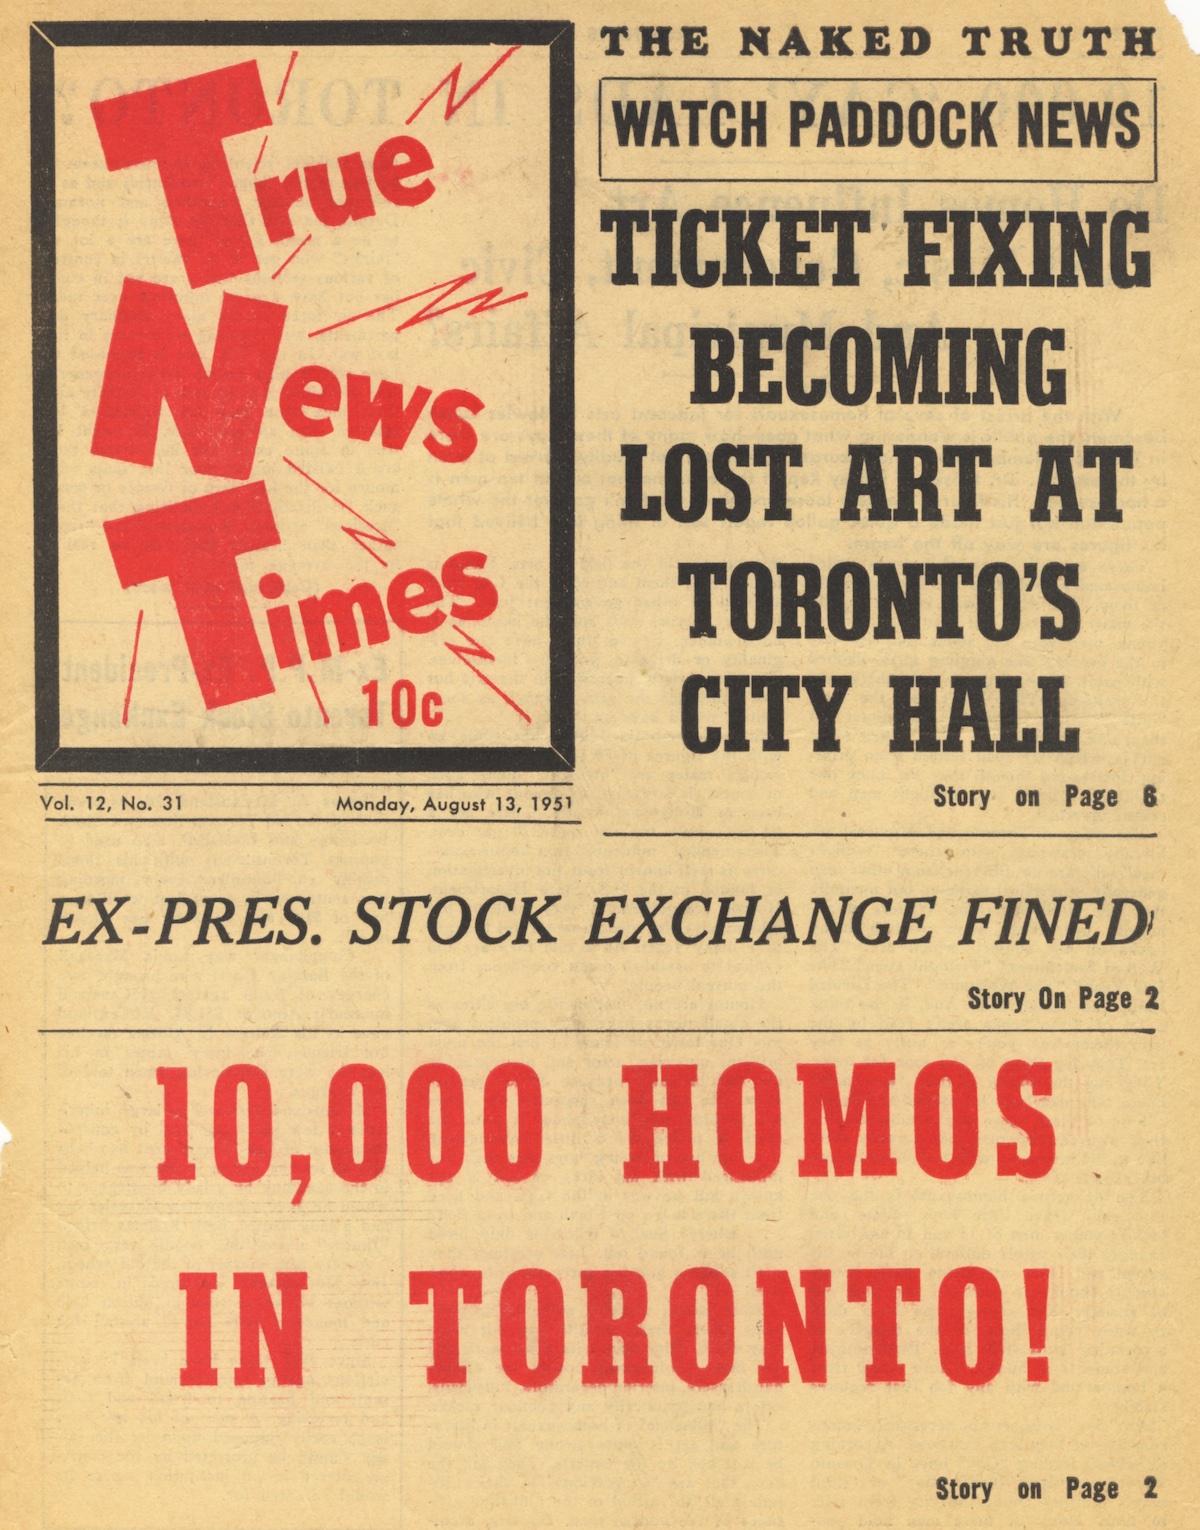 True
News
Times
10c
Vol. 12, No. 31 Monday, August 13, 1951
THE NAKED TRUTH
WATCH PADDOCK NEWS
TICKET FIXING
BECOMING
LOST ART AT
TORONTO'S
CITY HALL
Story on Page 6
EX-PRES. STOCK EXCHANGE FINED
Story On Page 2
10,000 HOMOS
IN TORONTO!
Story on Page 2